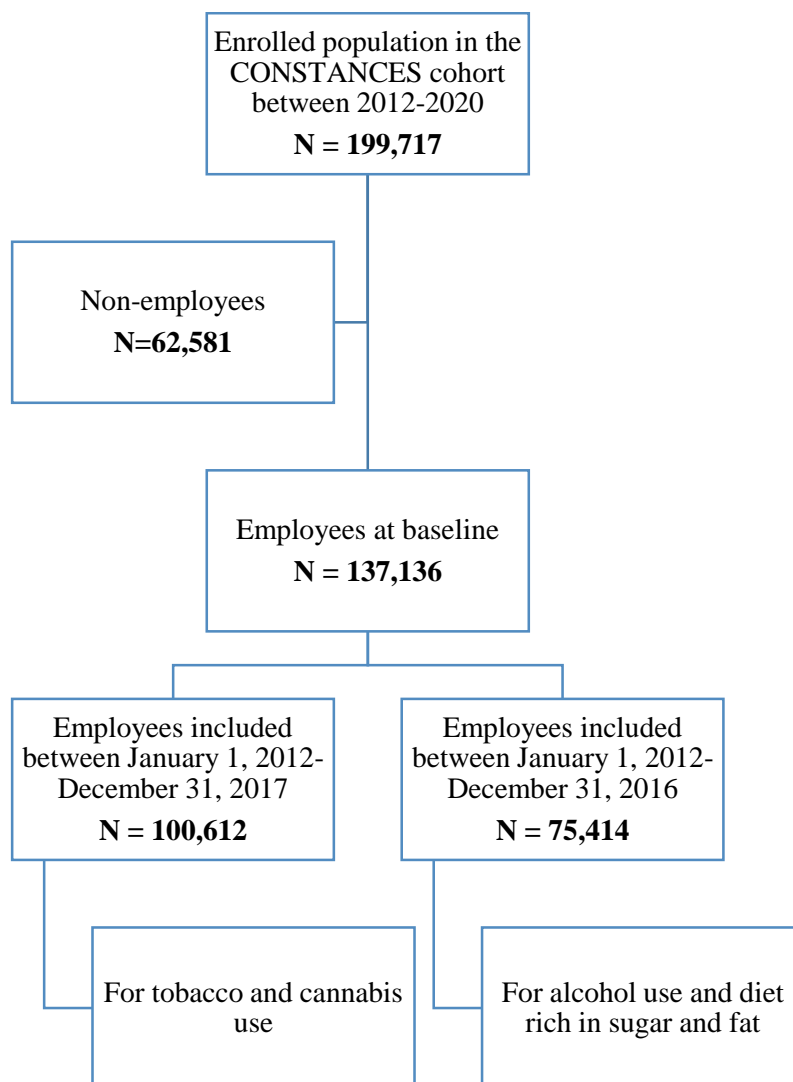 Enrolled population in the
CONSTANCES cohort
between 2012-2020
N = 199,717
Non-employees
N=62,581
Employees at baseline
N = 137,136
Employees included
between January 1, 2012-
December 31, 2017
N = 100,612
Employees included
between January 1, 2012-
December 31, 2016
N = 75,414
For tobacco and cannabis
use
For alcohol use and diet
rich in sugar and fat